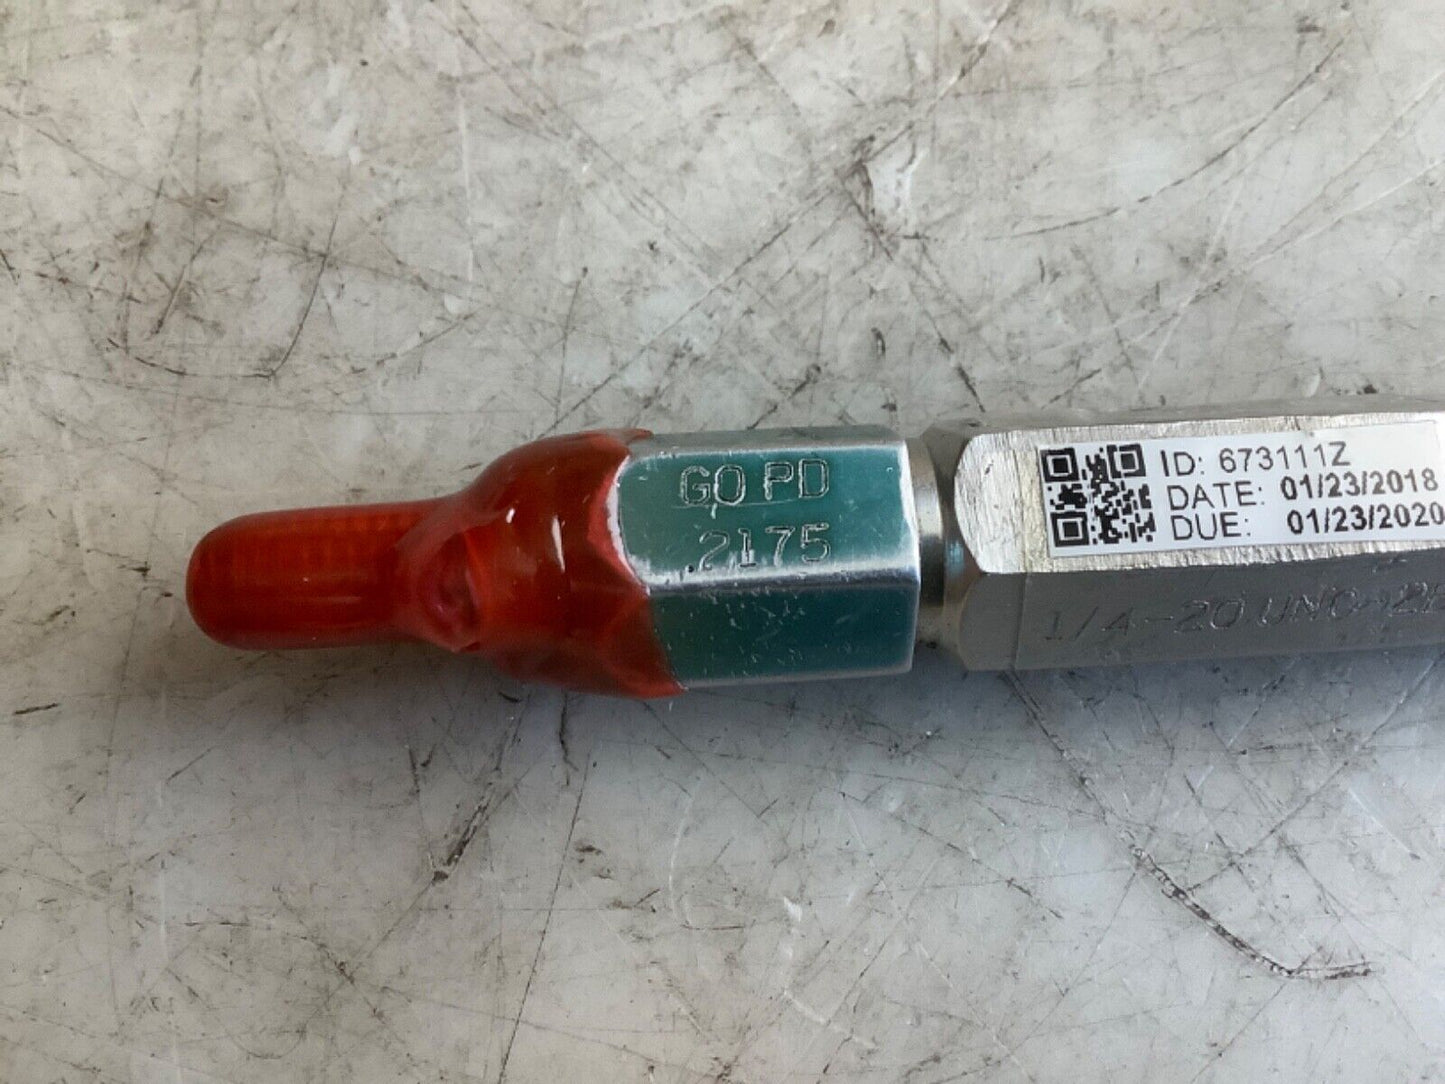 GO PD
.2175
ID: 673111Z
DATE: 01/23/2018
DUE: 01/23/2020
1/4-20 UNC-2B